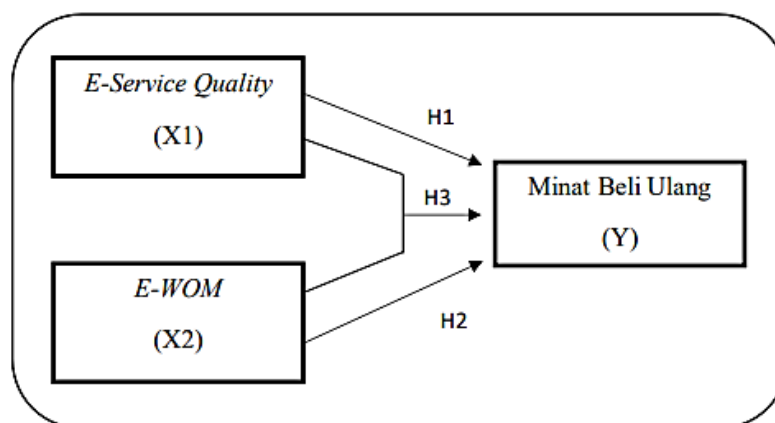 E-Service Quality
(X1)
H1
Minat Beli Ulang
(Y)
H3
E-WOM
(X2)
H2